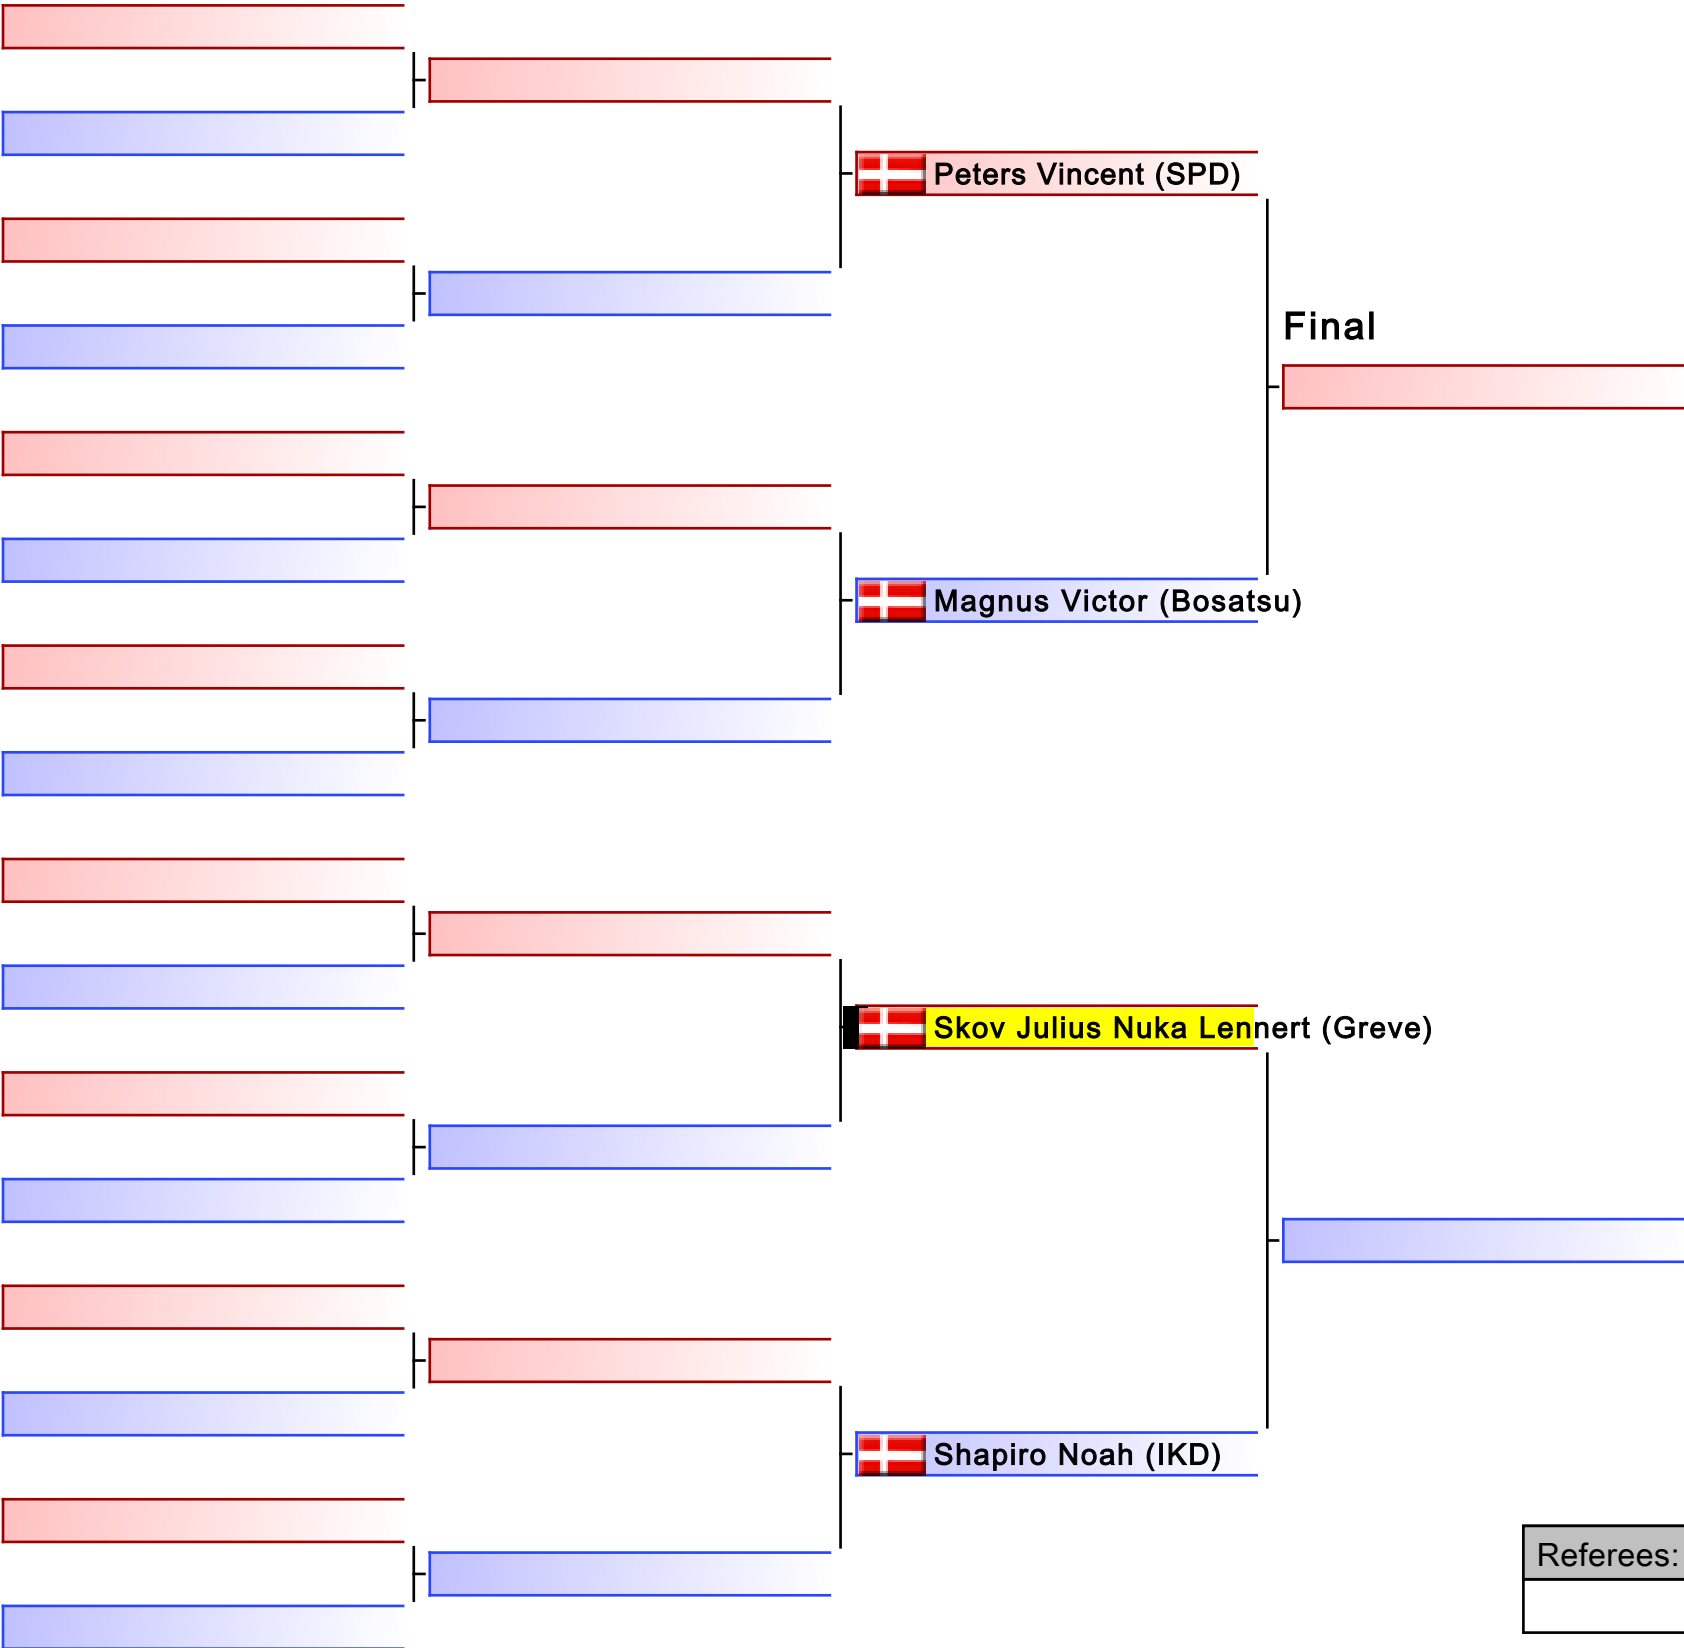 Peters Vincent (SPD)
Final
Magnus Victor (Bosatsu)
Skov Julius Nuka Lennert (Greve)
Shapiro Noah (IKD)
Referees: